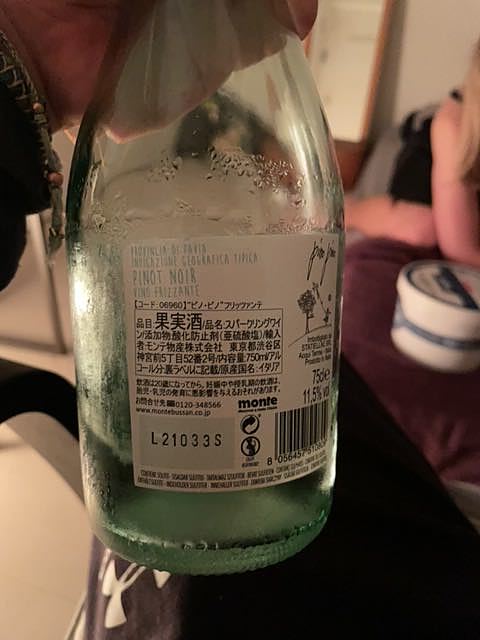 PROVINCIA DI PAVIA
INDICAZIONE GEOGRAFICA TIPICA
PINOT NOIR
VINO FRIZZANTE
【コード: 06960】"ピノ・ピノ"フリッツァンテ
品目:果実酒/品名:スパークリングワイ
ン/添加物:酸化防止剤(亜硫酸塩)/輸入
者:モンテ物産株式会社 東京都渋谷区
神宮前5丁目52番2号/内容量:750ml/アル
コール分:裏ラベルに記載/原産国名:イタリア
飲酒は20歳になってから。妊娠中や授乳期の飲酒は、
胎児・乳児の発育に悪影響を与えるおそれがあります。
お問合せ先 0120-348566
www.montebussan.co.jp
monte
L21033S
75cl e
11,5% vol